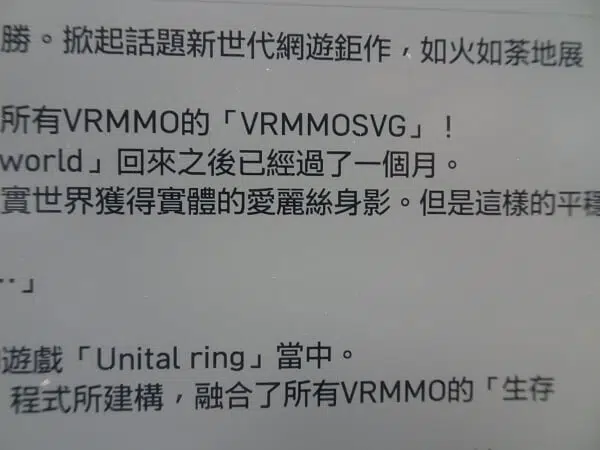 勝。掀起話題新世代網遊鉅作，如火如荼地展
所有VRMMO的「VRMMOSVG」！
world」回來之後已經過了一個月。
實世界獲得實體的愛麗絲身影。但是這樣的平穩
…」
遊戲「Unital ring」當中。
程式所建構，融合了所有VRMMO的「生存